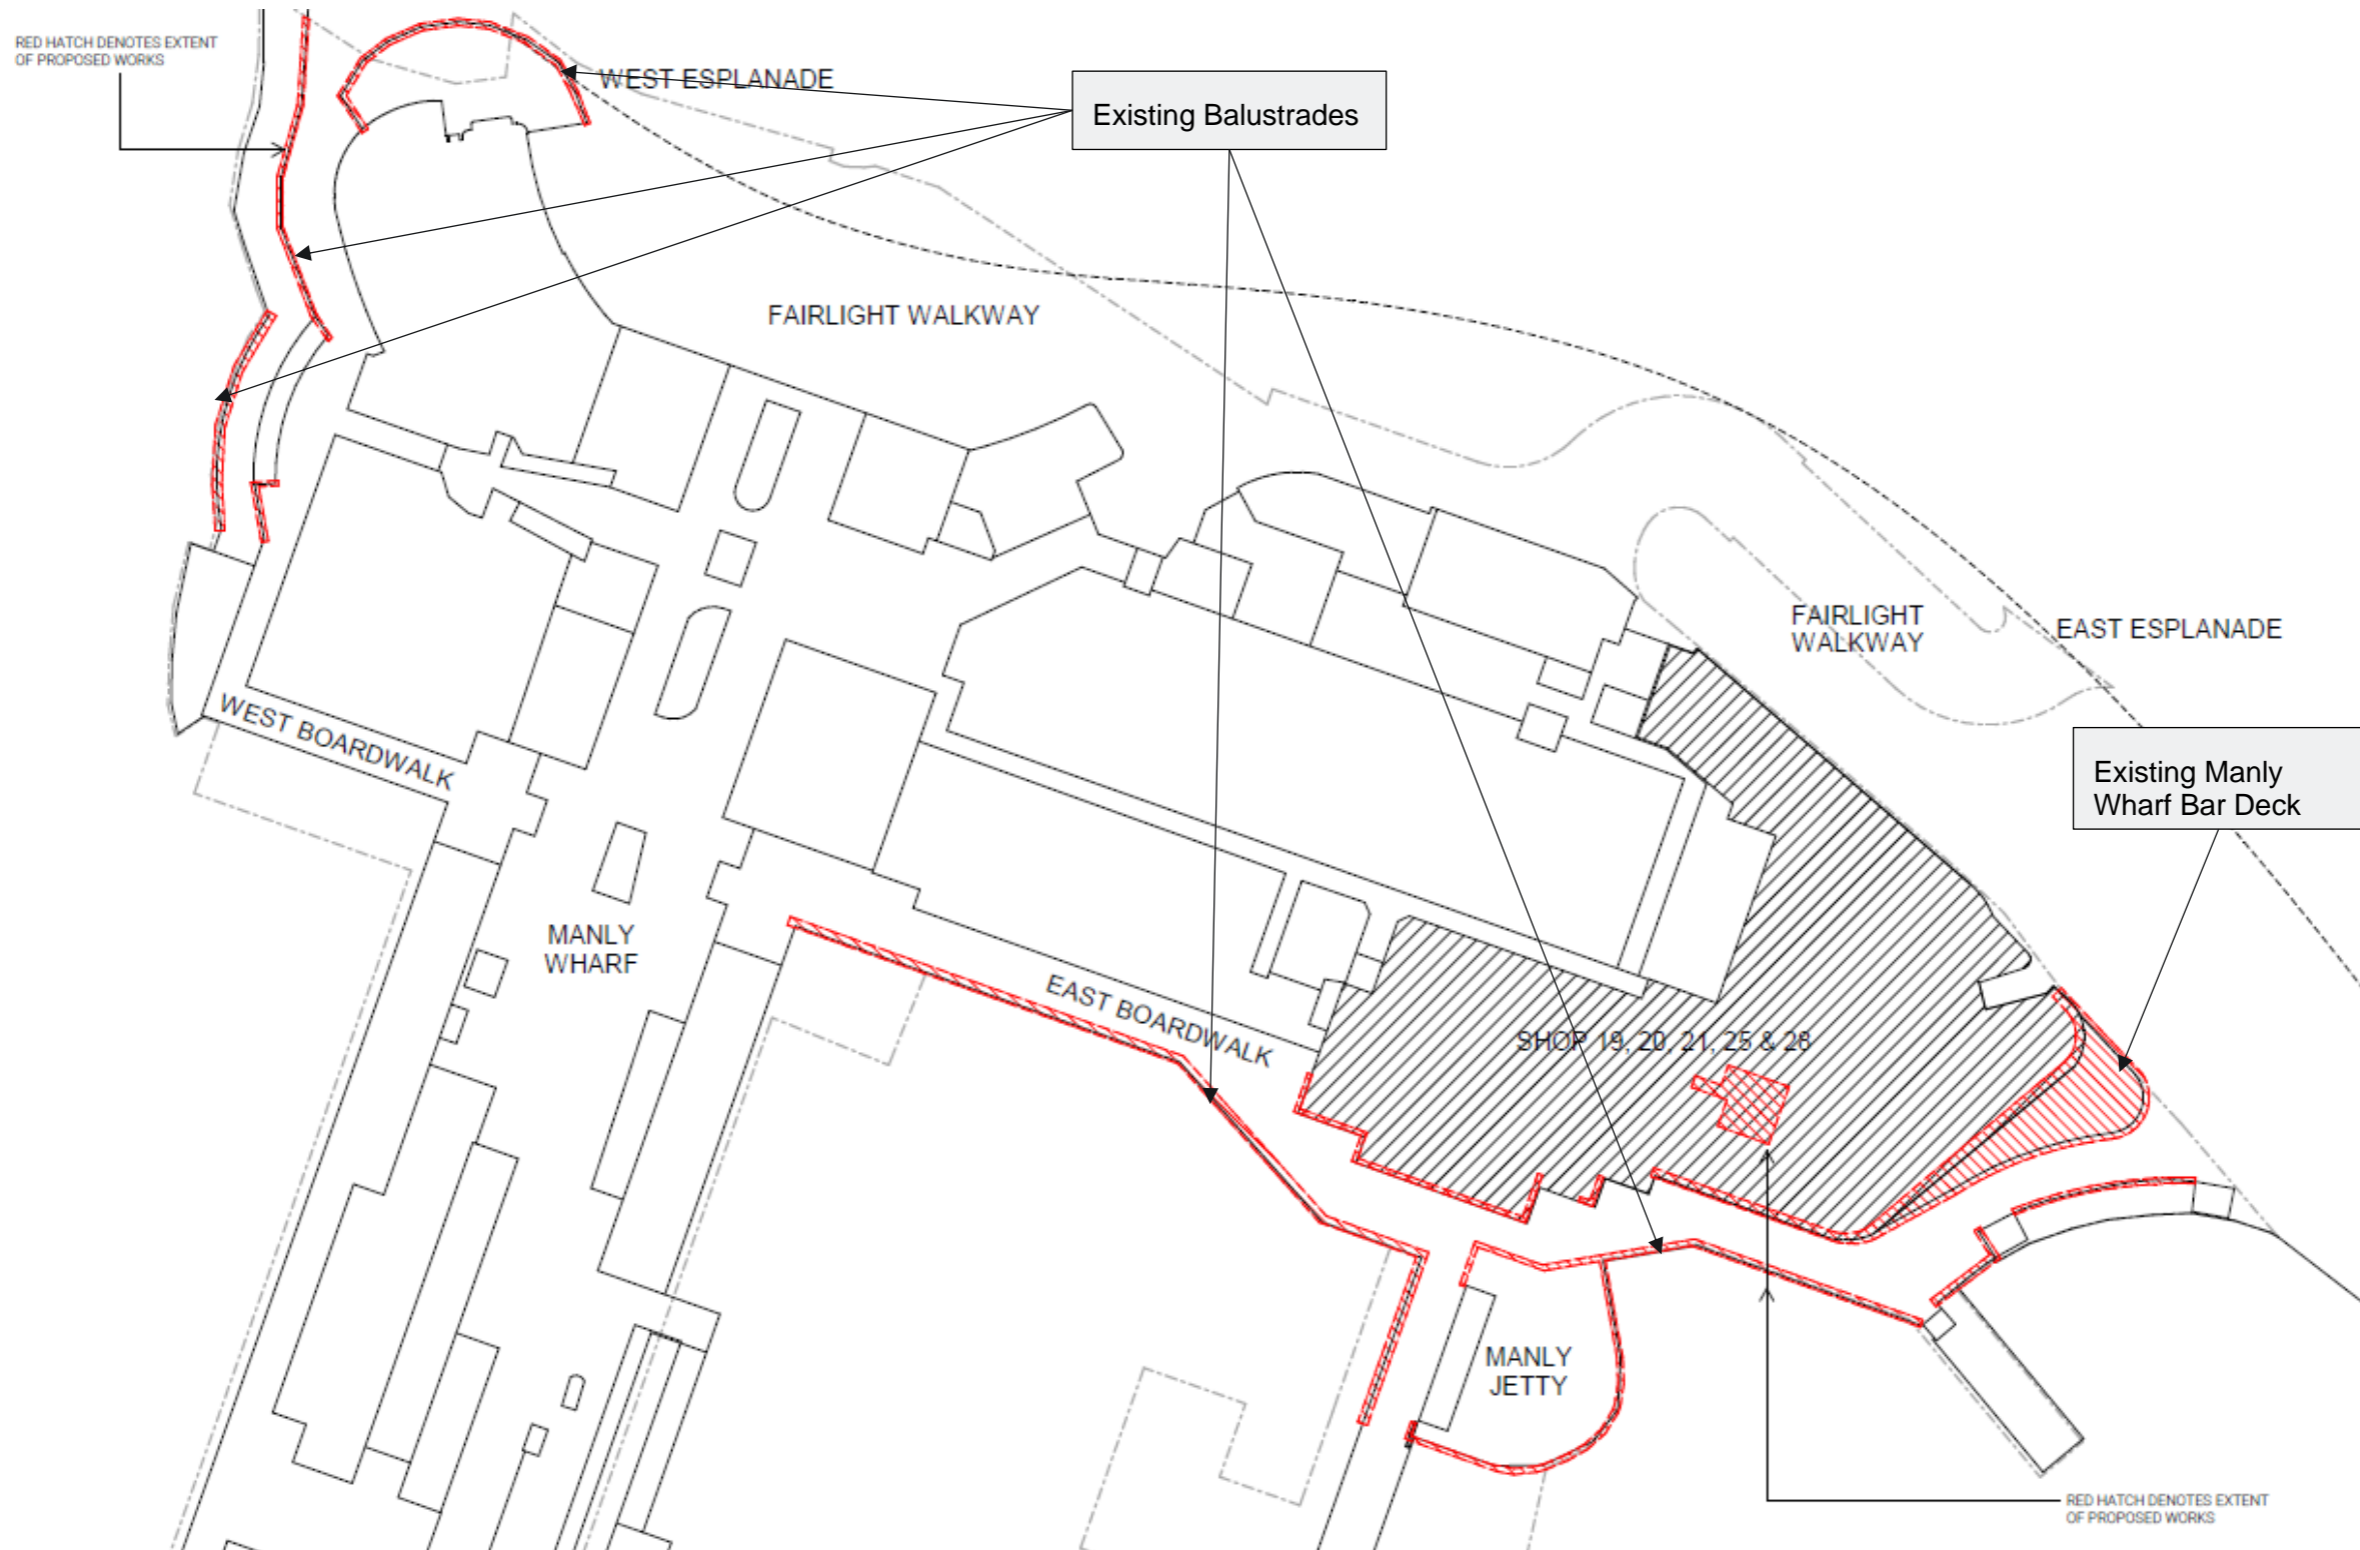 RED HATCH DENOTES EXTENT
OF PROPOSED WORKS
WEST ESPLANADE
Existing Balustrades
FAIRLIGHT WALKWAY
FAIRLIGHT
WALKWAY
EAST ESPLANADE
WEST BOARDWALK
Existing Manly
Wharf Bar Deck
MANLY
WHARF
EAST BOARDWALK
SHOP 19, 20, 21, 25 & 28
MANLY
JETTY
RED HATCH DENOTES EXTENT
OF PROPOSED WORKS